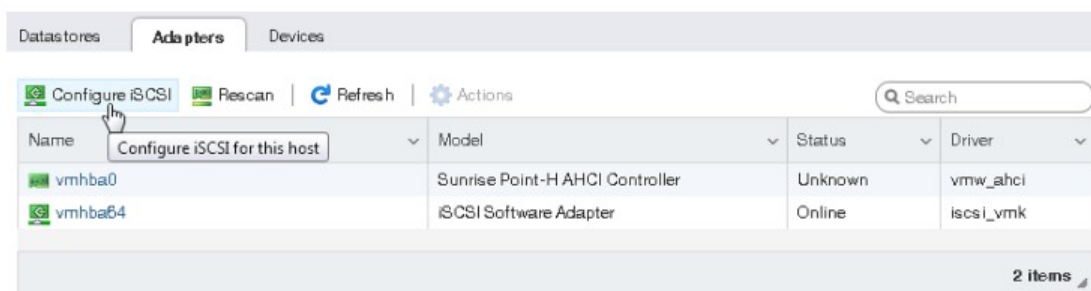 Datastores Adapters Devices
Configure iSCSI Rescan Refresh Actions Search
Configure iSCSI for this host
Name Model Status Driver
vmhba0 Sunrise Point-H AHCI Controller Unknown vmw_ahci
vmhba64 iSCSI Software Adapter Online iscsi_vmk
2 items